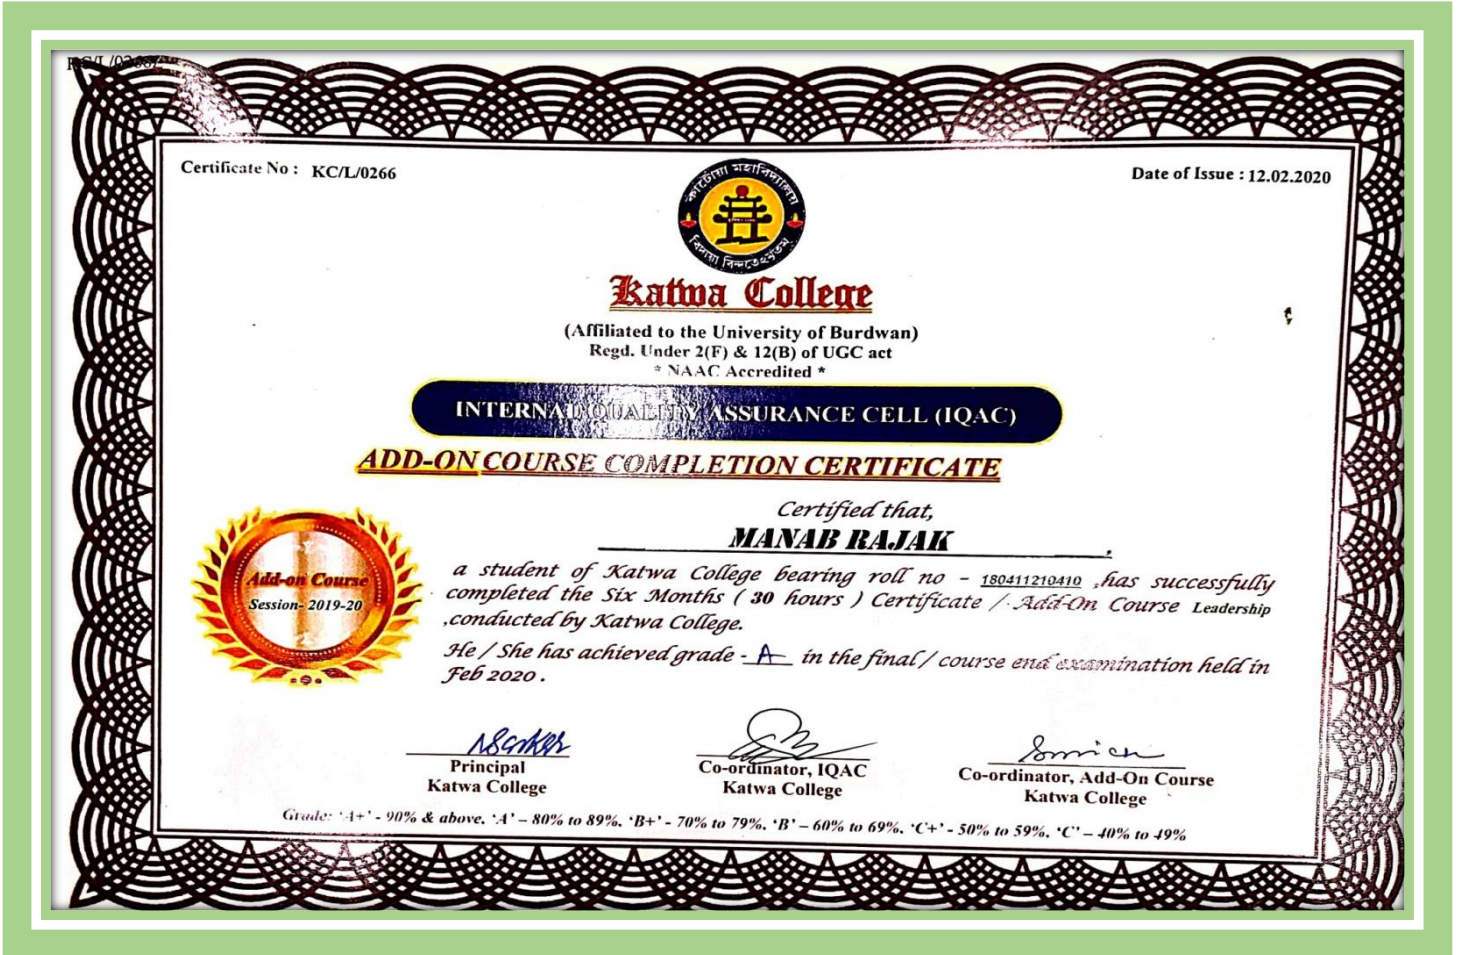 Certificate No : KC/L/0266
Date of Issue : 12.02.2020
কাটোয়া মহাবিদ্যালয়
Katwa College
(Affiliated to the University of Burdwan)
Regd. Under 2(F) & 12(B) of UGC act
* NAAC Accredited *
INTERNAL QUALITY ASSURANCE CELL (IQAC)
ADD-ON COURSE COMPLETION CERTIFICATE
Certified that,
MANAB RAJAK ,
Add-on Course
Session- 2019-20
a student of Katwa College bearing roll no - 180411210410 ,has successfully
completed the Six Months ( 30 hours ) Certificate / Add-On Course Leadership
,conducted by Katwa College.
He / She has achieved grade - A in the final / course end examination held in
Feb 2020 .
Principal
Katwa College
Co-ordinator, IQAC
Katwa College
Co-ordinator, Add-On Course
Katwa College
Grade: 'A+' - 90% & above. 'A' – 80% to 89%. 'B+' - 70% to 79%. 'B' – 60% to 69%. 'C+' - 50% to 59%. 'C' – 40% to 49%